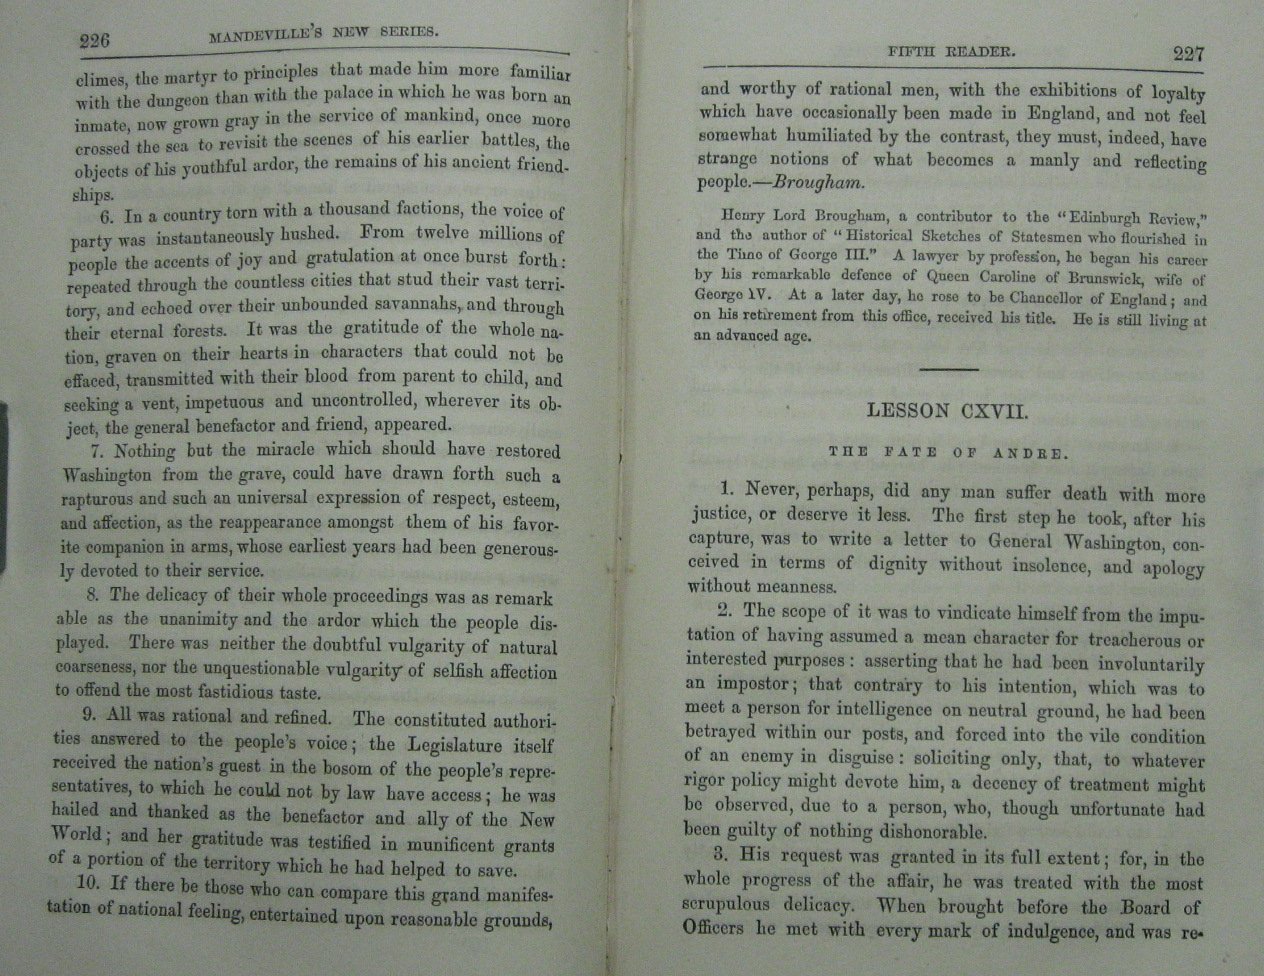 226 MANDEVILLE'S NEW SERIES.
climes, the martyr to principles that made him more familiar
with the dungeon than with the palace in which he was born an
inmate, now grown gray in the service of mankind, once more
crossed the sea to revisit the scenes of his earlier battles, the
objects of his youthful ardor, the remains of his ancient friend-
ships.
6. In a country torn with a thousand factions, the voice of
party was instantaneously hushed. From twelve millions of
people the accents of joy and gratulation at once burst forth:
repeated through the countless cities that stud their vast terri-
tory, and echoed over their unbounded savannahs, and through
their eternal forests. It was the gratitude of the whole na-
tion, graven on their hearts in characters that could not be
effaced, transmitted with their blood from parent to child, and
seeking a vent, impetuous and uncontrolled, wherever its ob-
ject, the general benefactor and friend, appeared.
7. Nothing but the miracle which should have restored
Washington from the grave, could have drawn forth such a
rapturous and such an universal expression of respect, esteem,
and affection, as the reappearance amongst them of his favor-
ite companion in arms, whose earliest years had been generous-
ly devoted to their service.
8. The delicacy of their whole proceedings was as remark
able as the unanimity and the ardor which the people dis-
played. There was neither the doubtful vulgarity of natural
coarseness, nor the unquestionable vulgarity of selfish affection
to offend the most fastidious taste.
9. All was rational and refined. The constituted authori-
ties answered to the people's voice; the Legislature itself
received the nation's guest in the bosom of the people's repre-
sentatives, to which he could not by law have access; he was
hailed and thanked as the benefactor and ally of the New
World; and her gratitude was testified in munificent grants
of a portion of the territory which he had helped to save.
10. If there be those who can compare this grand manifes-
tation of national feeling, entertained upon reasonable grounds,
FIFTH READER. 227
and worthy of rational men, with the exhibitions of loyalty
which have occasionally been made in England, and not feel
somewhat humiliated by the contrast, they must, indeed, have
strange notions of what becomes a manly and reflecting
people.—Brougham.
Henry Lord Brougham, a contributor to the "Edinburgh Review,"
and the author of "Historical Sketches of Statesmen who flourished in
the Time of George III." A lawyer by profession, he began his career
by his remarkable defence of Queen Caroline of Brunswick, wife of
George IV. At a later day, he rose to be Chancellor of England; and
on his retirement from this office, received his title. He is still living at
an advanced age.
LESSON CXVII.
THE FATE OF ANDRE.
1. Never, perhaps, did any man suffer death with more
justice, or deserve it less. The first step he took, after his
capture, was to write a letter to General Washington, con-
ceived in terms of dignity without insolence, and apology
without meanness.
2. The scope of it was to vindicate himself from the impu-
tation of having assumed a mean character for treacherous or
interested purposes: asserting that he had been involuntarily
an impostor; that contrary to his intention, which was to
meet a person for intelligence on neutral ground, he had been
betrayed within our posts, and forced into the vile condition
of an enemy in disguise: soliciting only, that, to whatever
rigor policy might devote him, a decency of treatment might
be observed, due to a person, who, though unfortunate had
been guilty of nothing dishonorable.
3. His request was granted in its full extent; for, in the
whole progress of the affair, he was treated with the most
scrupulous delicacy. When brought before the Board of
Officers he met with every mark of indulgence, and was re-